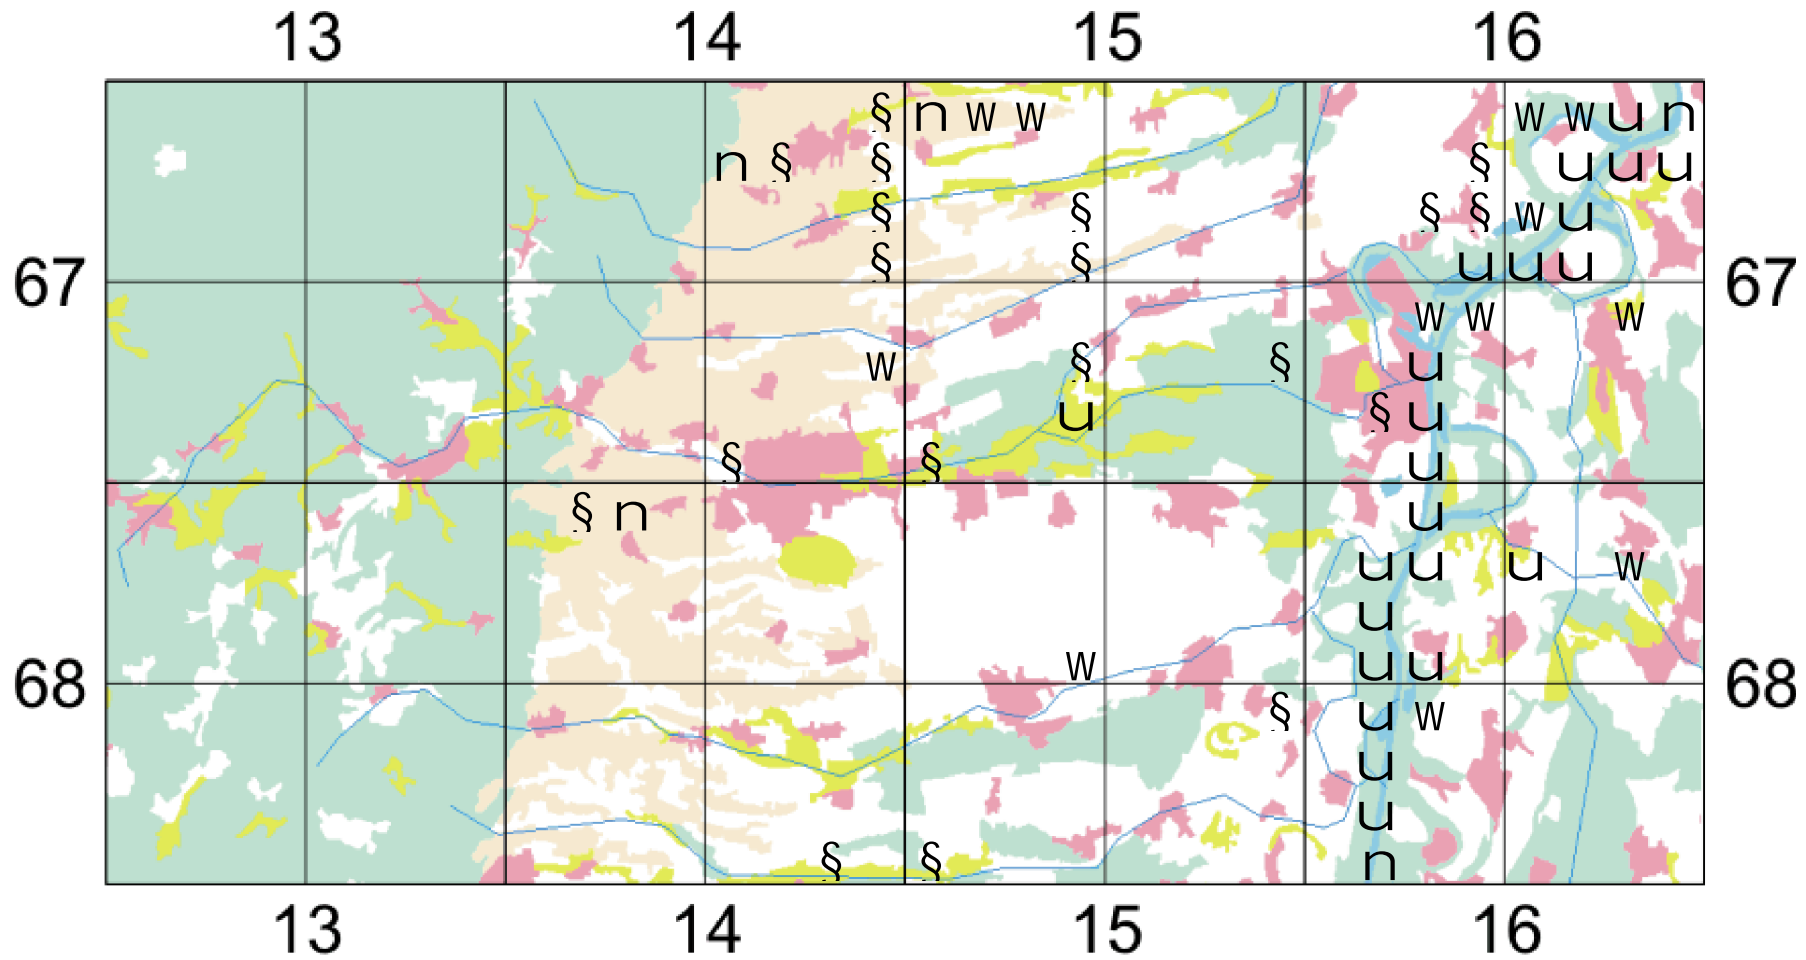 13 14 15 16
§ n w w w w u n
n § § § u u u
§ § § § w u
67 § § u u u 67
w w w
w § § u
u § u
§ § u
§ n u
u u u w
u
68 w u u 68
§ u w
u
u
§ § n
13 14 15 16